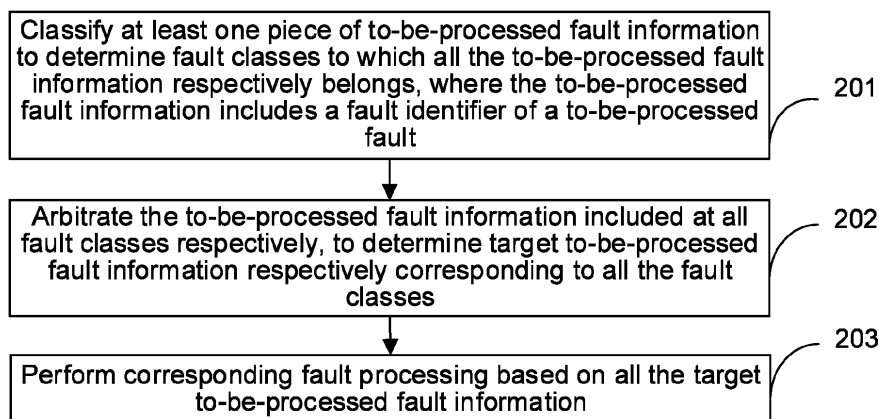 Classify at least one piece of to-be-processed fault information
to determine fault classes to which all the to-be-processed fault
information respectively belongs, where the to-be-processed
fault information includes a fault identifier of a to-be-processed
fault
201
Arbitrate the to-be-processed fault information included at all
fault classes respectively, to determine target to-be-processed
fault information respectively corresponding to all the fault
classes
202
Perform corresponding fault processing based on all the target
to-be-processed fault information
203